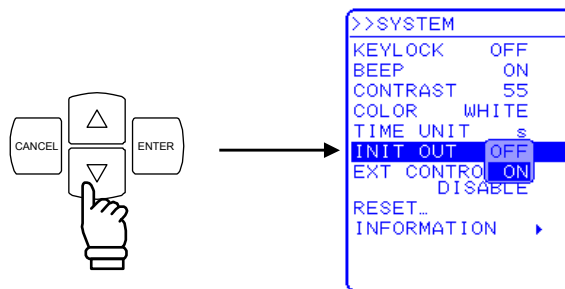 >>SYSTEM
KEYLOCK OFF
BEEP ON
CONTRAST 55
COLOR WHITE
TIME UNIT s
INIT OUT OFF
EXT CONTRO ON
DISABLE
RESET…
INFORMATION
CANCEL
ENTER